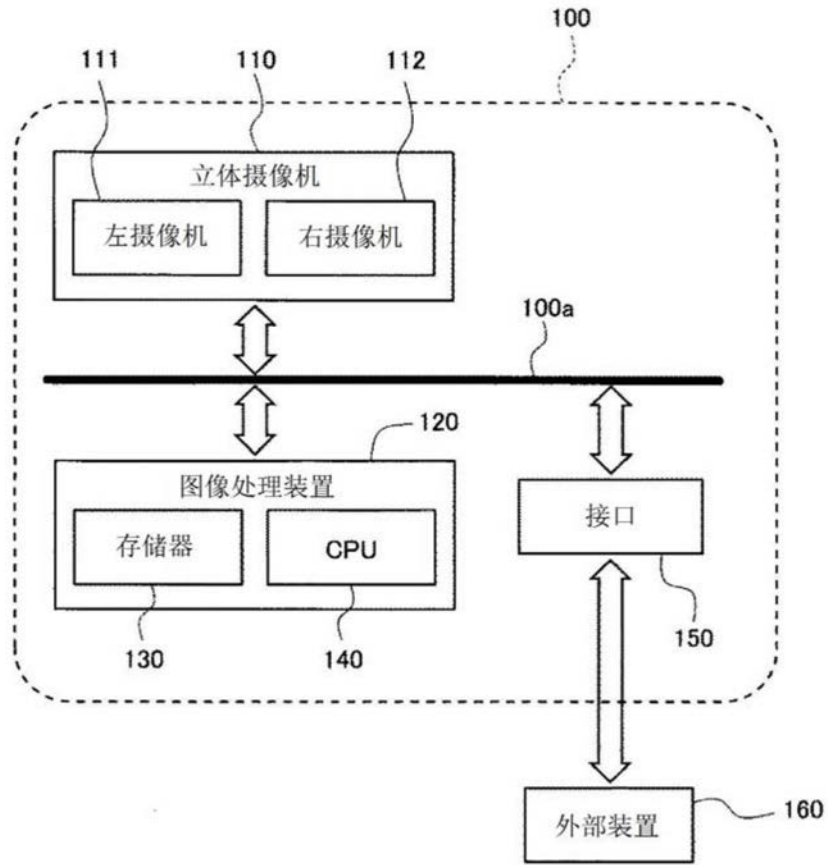 100
111
110
112
立体摄像机
左摄像机
右摄像机
100a
120
图像处理装置
存储器
CPU
接口
130
140
150
外部装置
160